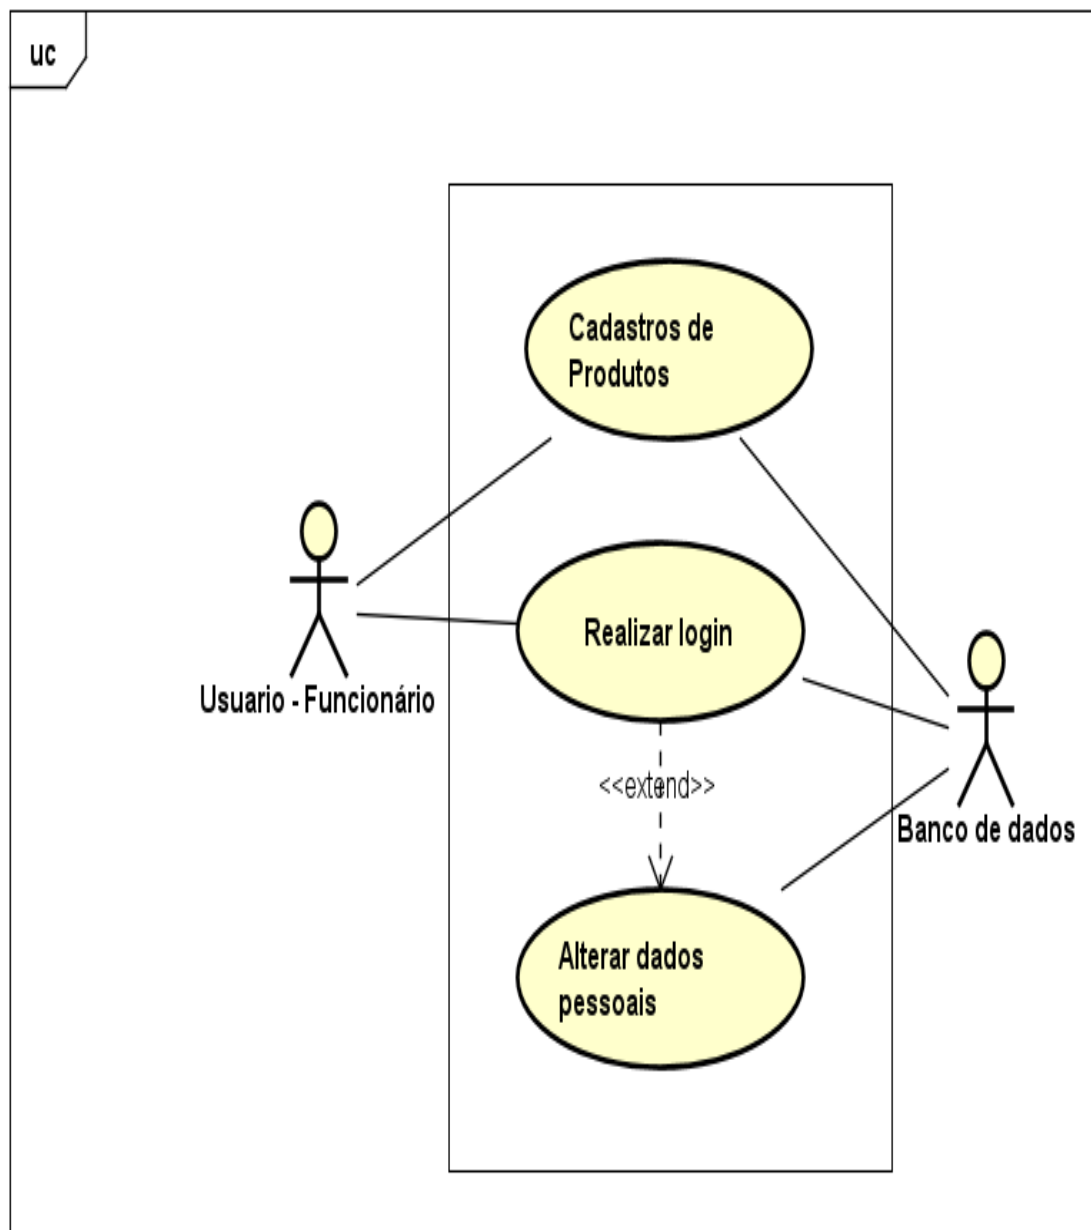 uc
Cadastros de
Produtos
Realizar login
Usuario - Funcionário
<<extend>>
Banco de dados
Alterar dados
pessoais